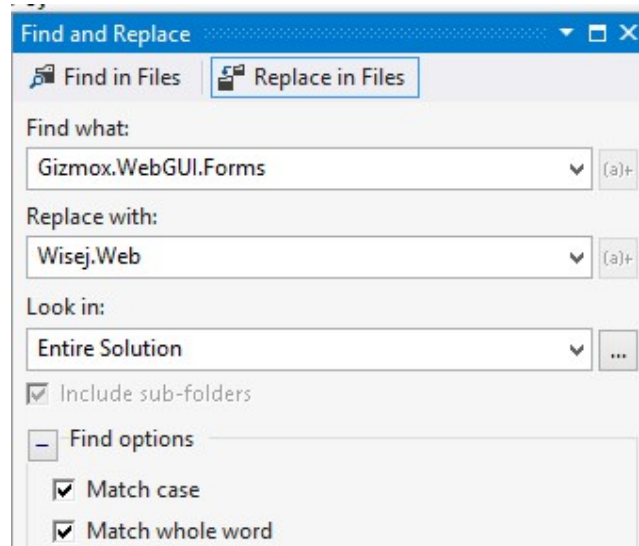 Find and Replace
Find in Files
Replace in Files
Find what:
Gizmox.WebGUI.Forms
(a)+
Replace with:
Wisej.Web
(a)+
Look in:
Entire Solution
...
Include sub-folders
Find options
Match case
Match whole word